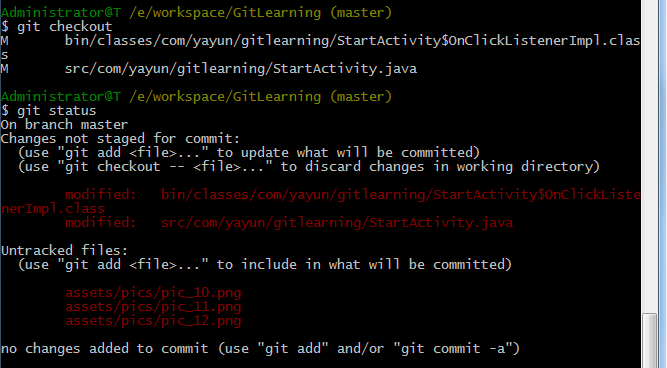 Administrator@T /e/workspace/GitLearning (master)
$ git checkout
M       bin/classes/com/yayun/gitlearning/StartActivity$OnClickListenerImpl.clas
s
M       src/com/yayun/gitlearning/StartActivity.java
Administrator@T /e/workspace/GitLearning (master)
$ git status
On branch master
Changes not staged for commit:
  (use "git add <file>..." to update what will be committed)
  (use "git checkout -- <file>..." to discard changes in working directory)
        modified:   bin/classes/com/yayun/gitlearning/StartActivity$OnClickListe
nerImpl.class
        modified:   src/com/yayun/gitlearning/StartActivity.java
Untracked files:
  (use "git add <file>..." to include in what will be committed)
        assets/pics/pic_10.png
        assets/pics/pic_11.png
        assets/pics/pic_12.png
no changes added to commit (use "git add" and/or "git commit -a")